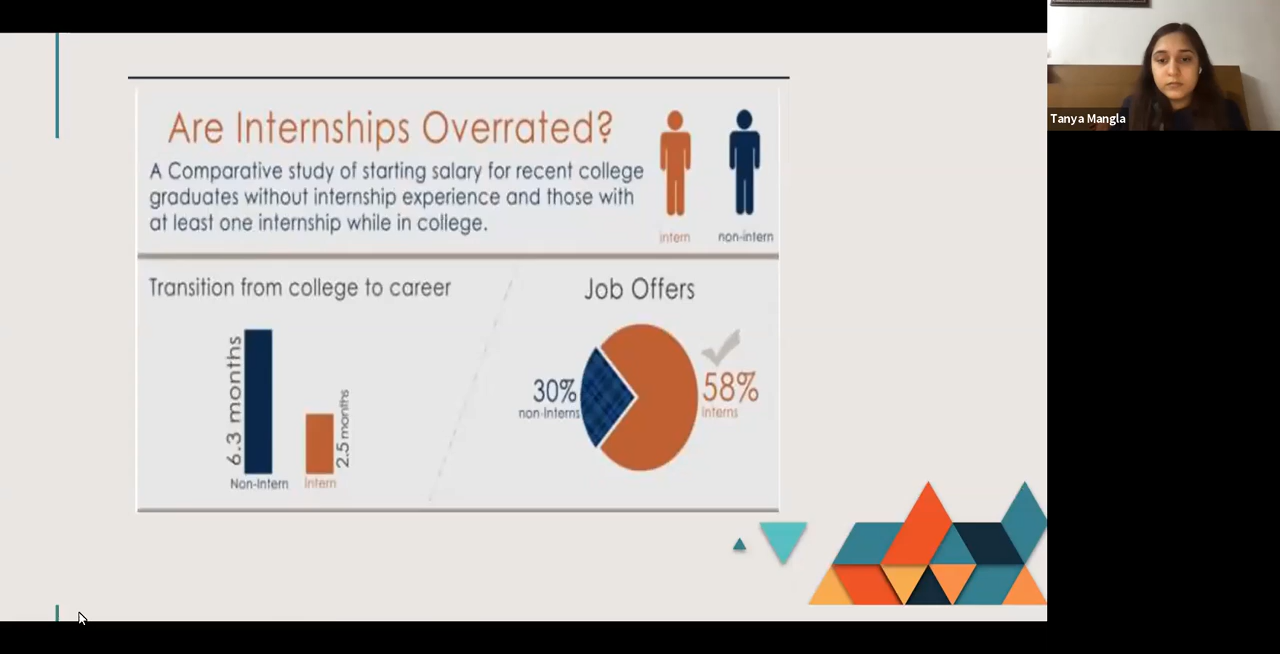 Are Internships Overrated?
A Comparative study of starting salary for recent college
graduates without internship experience and those with
at least one internship while in college.
intern
non-intern
Transition from college to career
6.3 months
Non-Intern
2.5 months
Intern
Job Offers
30%
non-Interns
58%
Interns
Tanya Mangla